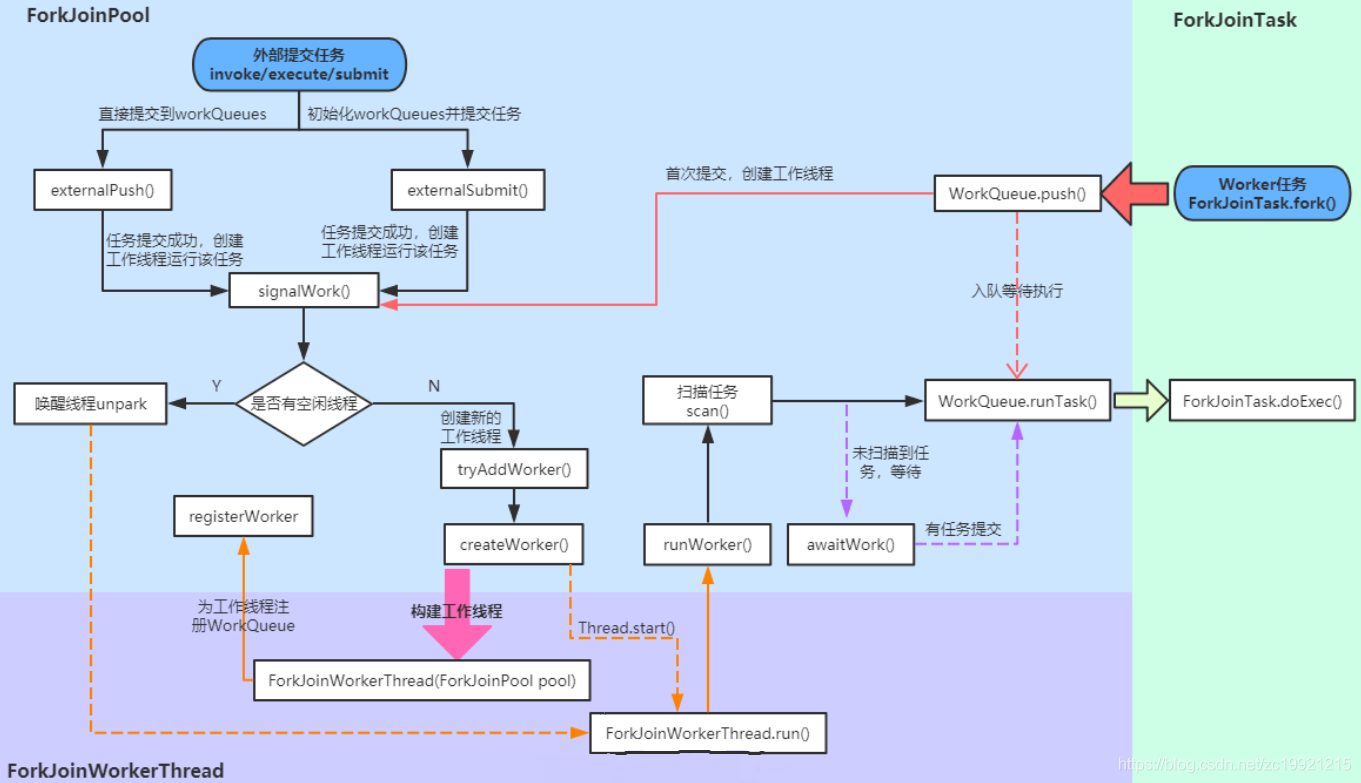 ForkJoinPool
ForkJoinTask
外部提交任务
invoke/execute/submit
直接提交到workQueues
初始化workQueues并提交任务
externalPush()
externalSubmit()
首次提交，创建工作线程
WorkQueue.push()
Worker任务
ForkJoinTask.fork()
任务提交成功，创建
工作线程运行该任务
任务提交成功，创建
工作线程运行该任务
signalWork()
入队等待执行
唤醒线程unpark
Y
是否有空闲线程
N
创建新的
工作线程
扫描任务
scan()
WorkQueue.runTask()
ForkJoinTask.doExec()
tryAddWorker()
未扫描到任
务，等待
registerWorker
createWorker()
runWorker()
awaitWork()
有任务提交
为工作线程注
册WorkQueue
构建工作线程
Thread.start()
ForkJoinWorkerThread(ForkJoinPool pool)
ForkJoinWorkerThread.run()
ForkJoinWorkerThread
https://blog.csdn.net/zc19921215